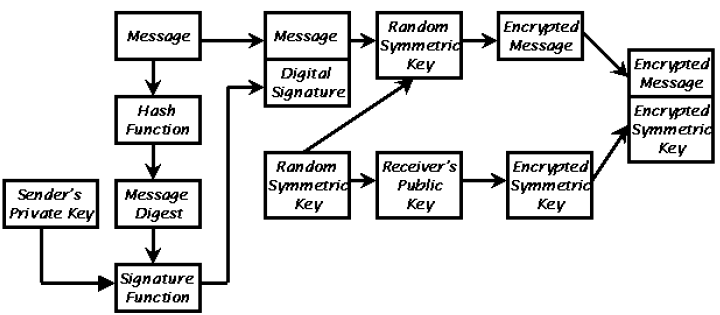 Message
Message
Digital
Signature
Random
Symmetric
Key
Encrypted
Message
Encrypted
Message
Encrypted
Symmetric
Key
Hash
Function
Random
Symmetric
Key
Receiver's
Public
Key
Encrypted
Symmetric
Key
Sender's
Private Key
Message
Digest
Signature
Function